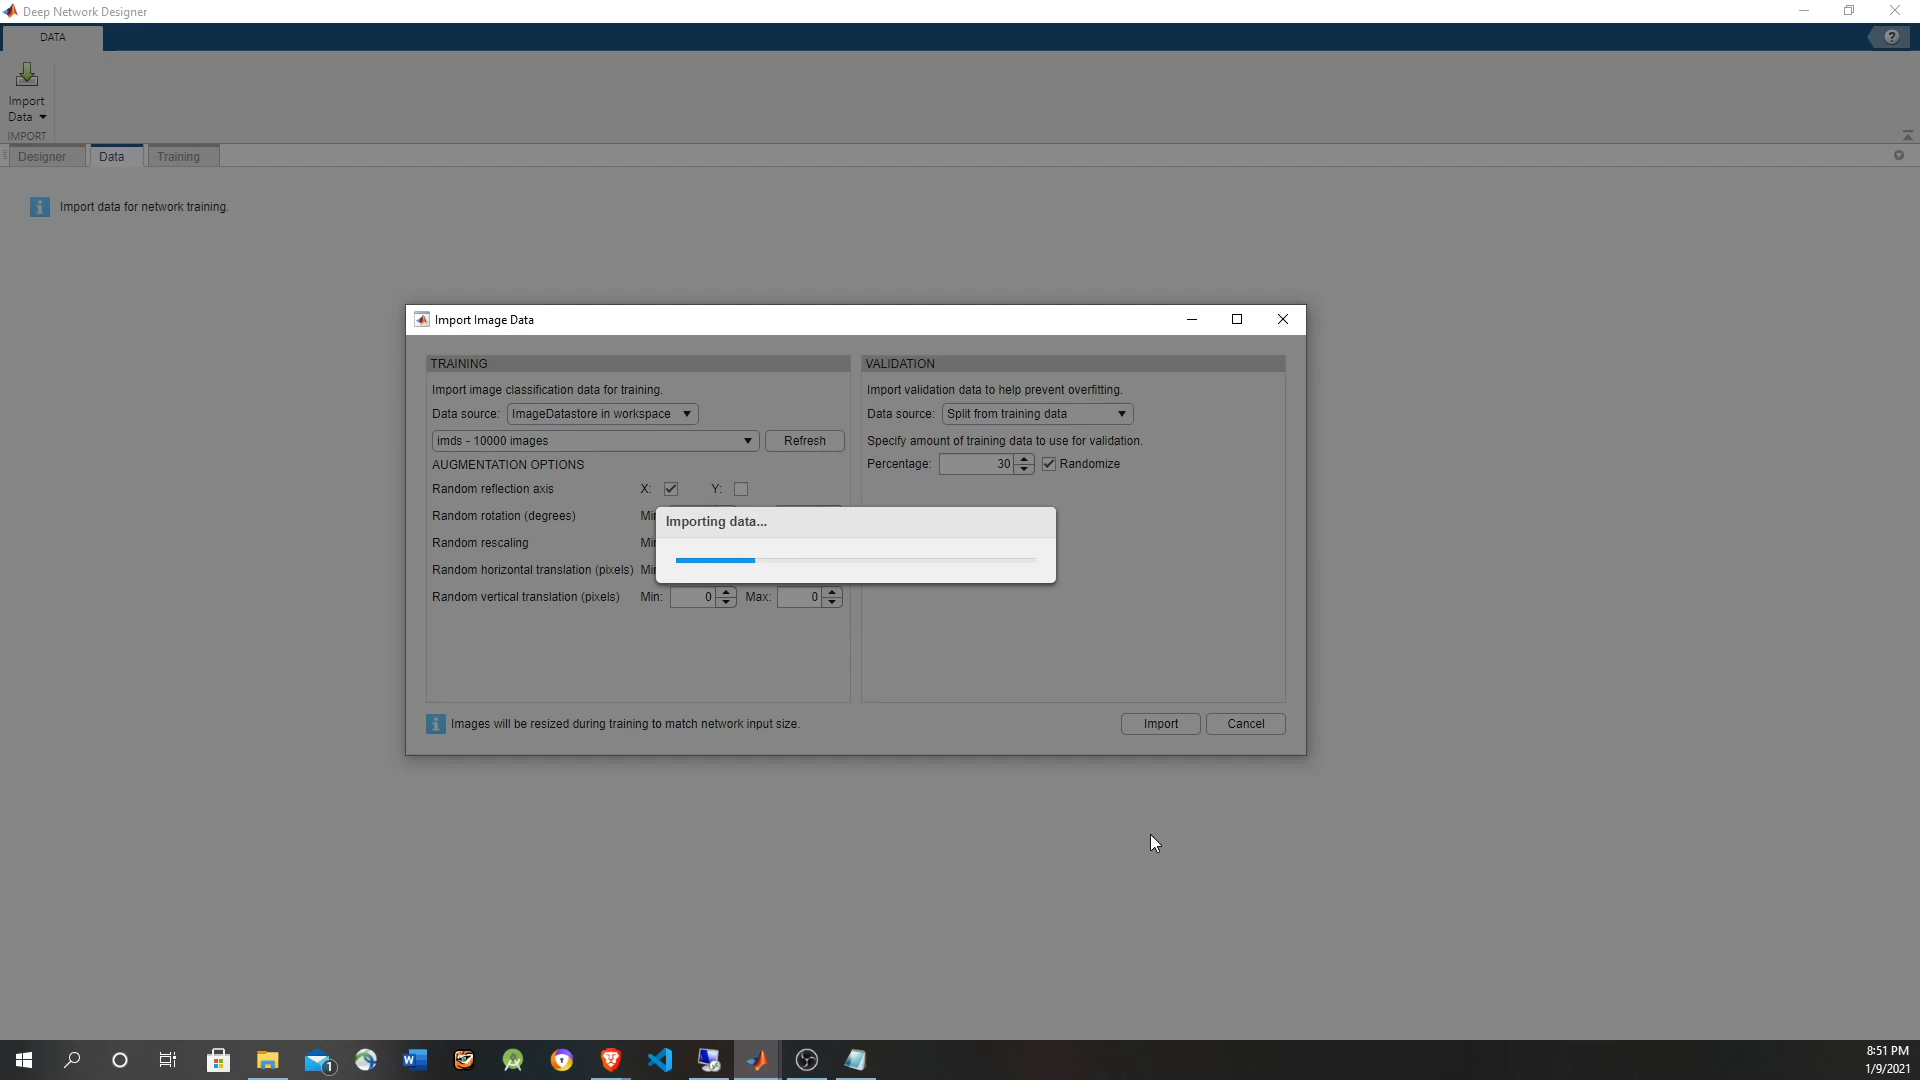 Deep Network Designer
DATA
?
Import
Data
IMPORT
Designer Data Training
Import data for network training.
Import Image Data
TRAINING
Import image classification data for training.
Data source: ImageDatastore in workspace
imds - 10000 images Refresh
AUGMENTATION OPTIONS
Random reflection axis X: Y:
Random rotation (degrees)
Random rescaling
Random horizontal translation (pixels)
Random vertical translation (pixels) Min: 0 Max: 0
VALIDATION
Import validation data to help prevent overfitting.
Data source: Split from training data
Specify amount of training data to use for validation.
Percentage: 30 Randomize
Importing data...
Images will be resized during training to match network input size.
Import Cancel
1
8:51 PM
1/9/2021